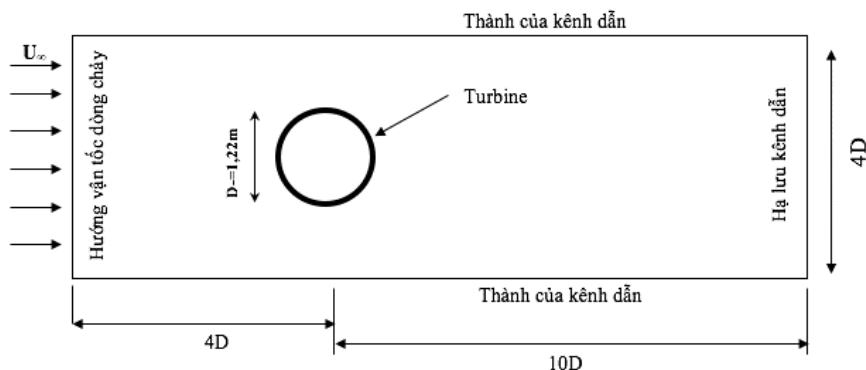 Thành của kênh dẫn
U∞
Hướng vận tốc dòng chảy
D-=1,22m
Turbine
Hạ lưu kênh dẫn
4D
Thành của kênh dẫn
4D
10D